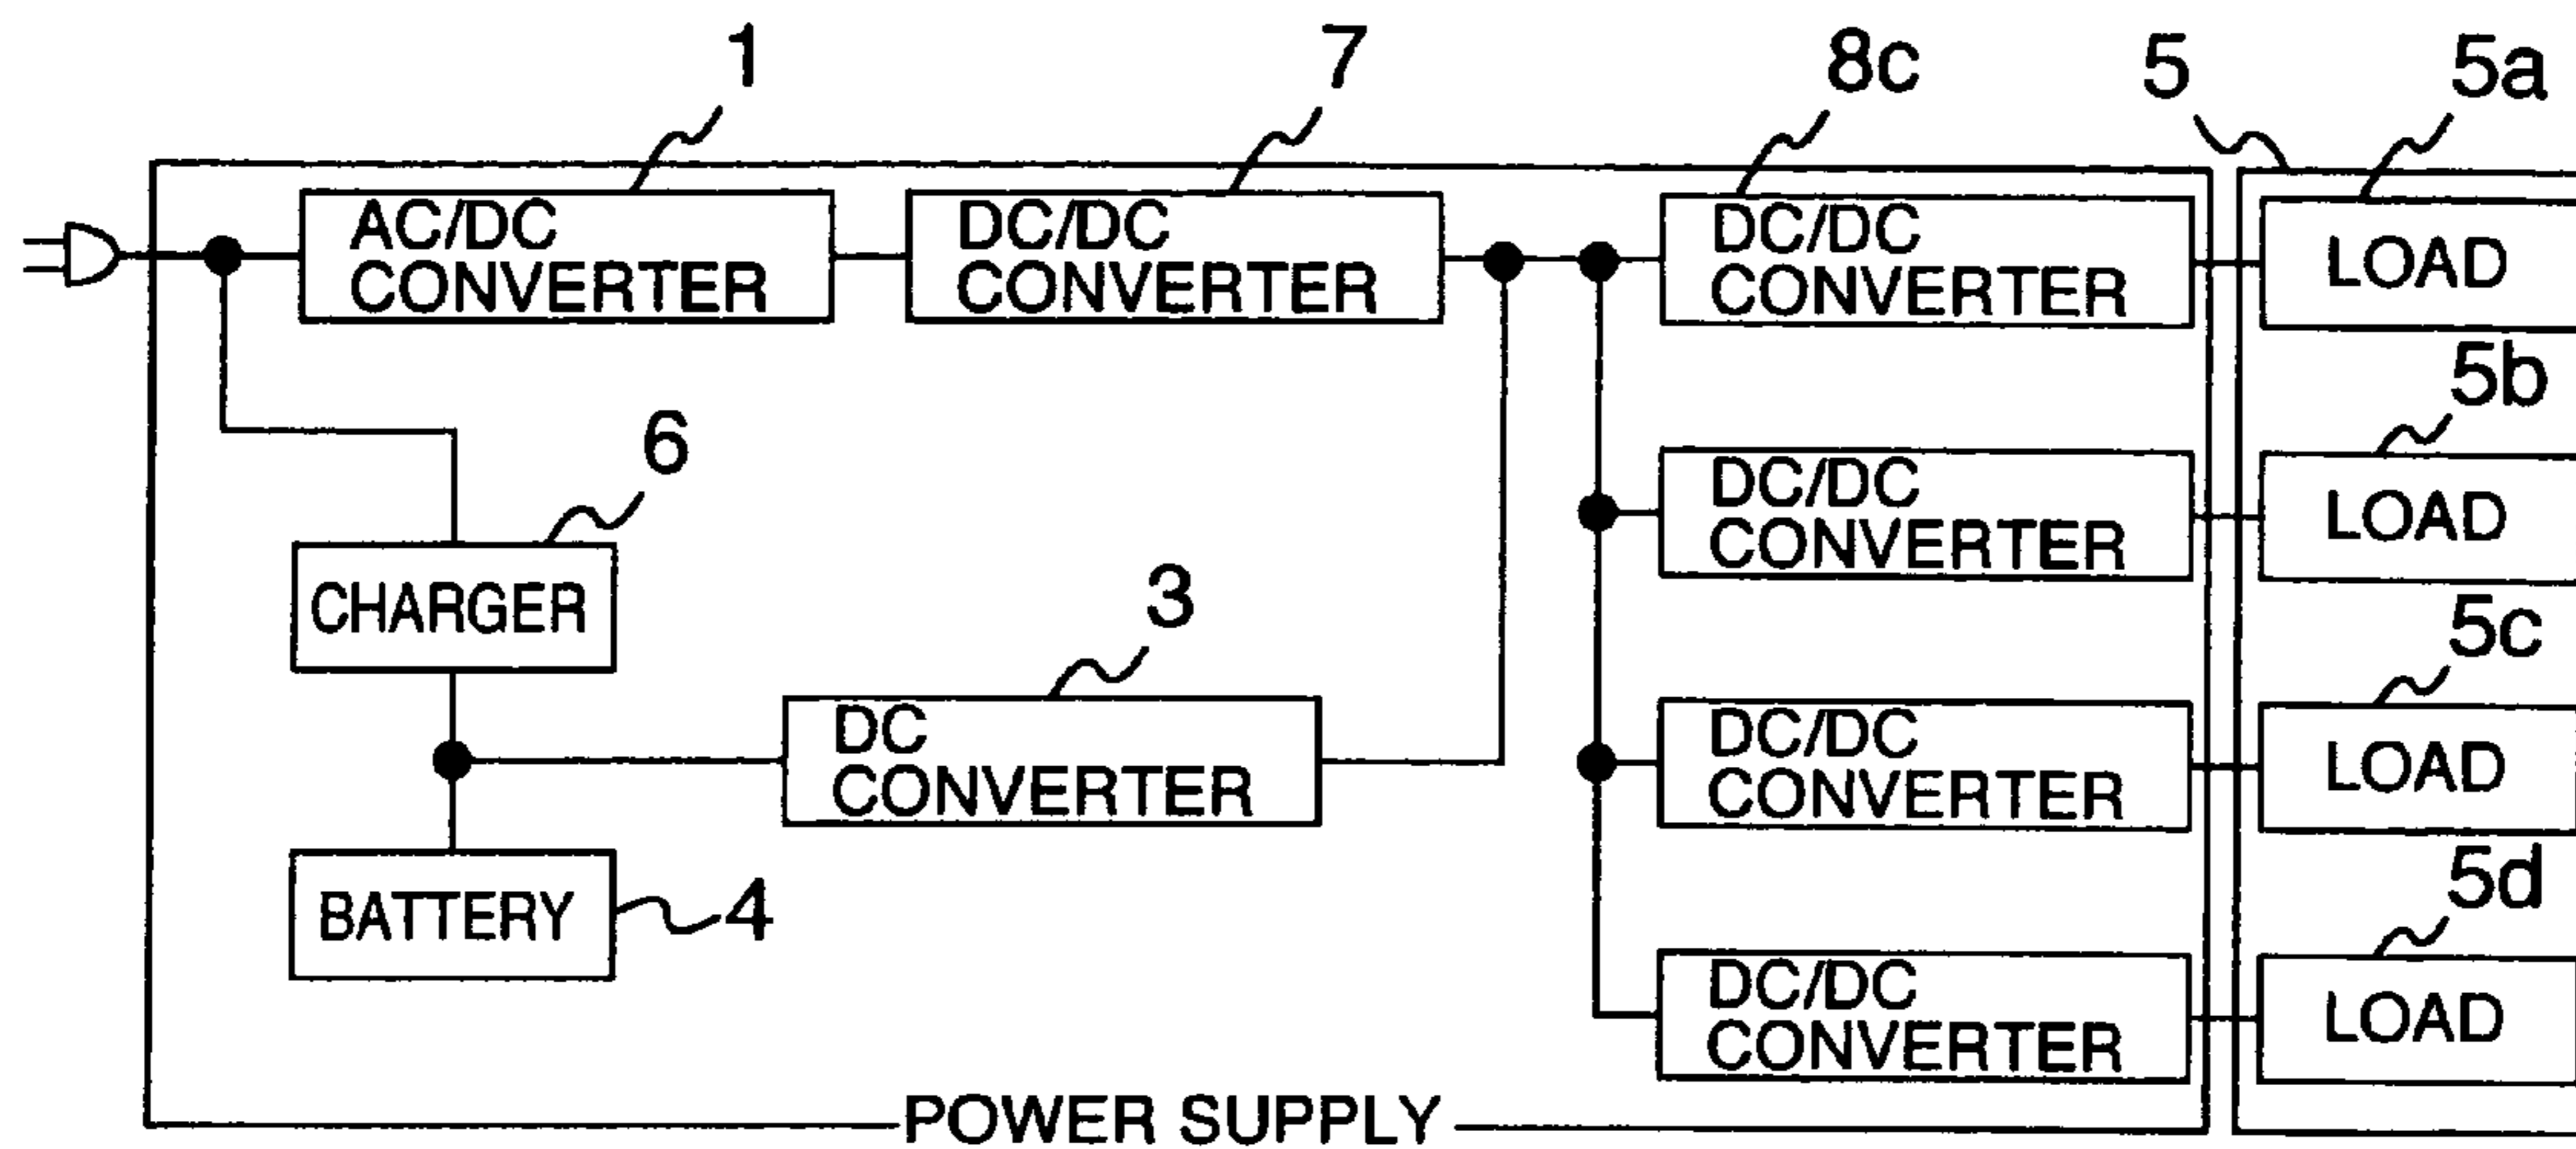 1
7
8c
5
5a
AC/DC
CONVERTER
DC/DC
CONVERTER
DC/DC
CONVERTER
LOAD
5b
6
DC/DC
CONVERTER
LOAD
CHARGER
3
5c
DC
CONVERTER
DC/DC
CONVERTER
LOAD
5d
BATTERY
4
DC/DC
CONVERTER
LOAD
POWER SUPPLY